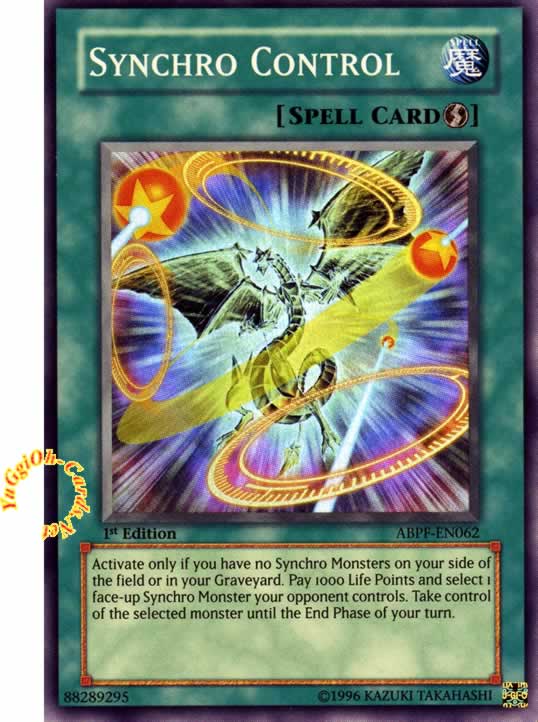 SYNCHRO CONTROL
SPELL
魔
[SPELL CARD]
1st Edition
ABPF-EN062
Activate only if you have no Synchro Monsters on your side of
the field or in your Graveyard. Pay 1000 Life Points and select 1
face-up Synchro Monster your opponent controls. Take control
of the selected monster until the End Phase of your turn.
88289295
©1996 KAZUKI TAKAHASHI
YuGgiOh-Cards.Net